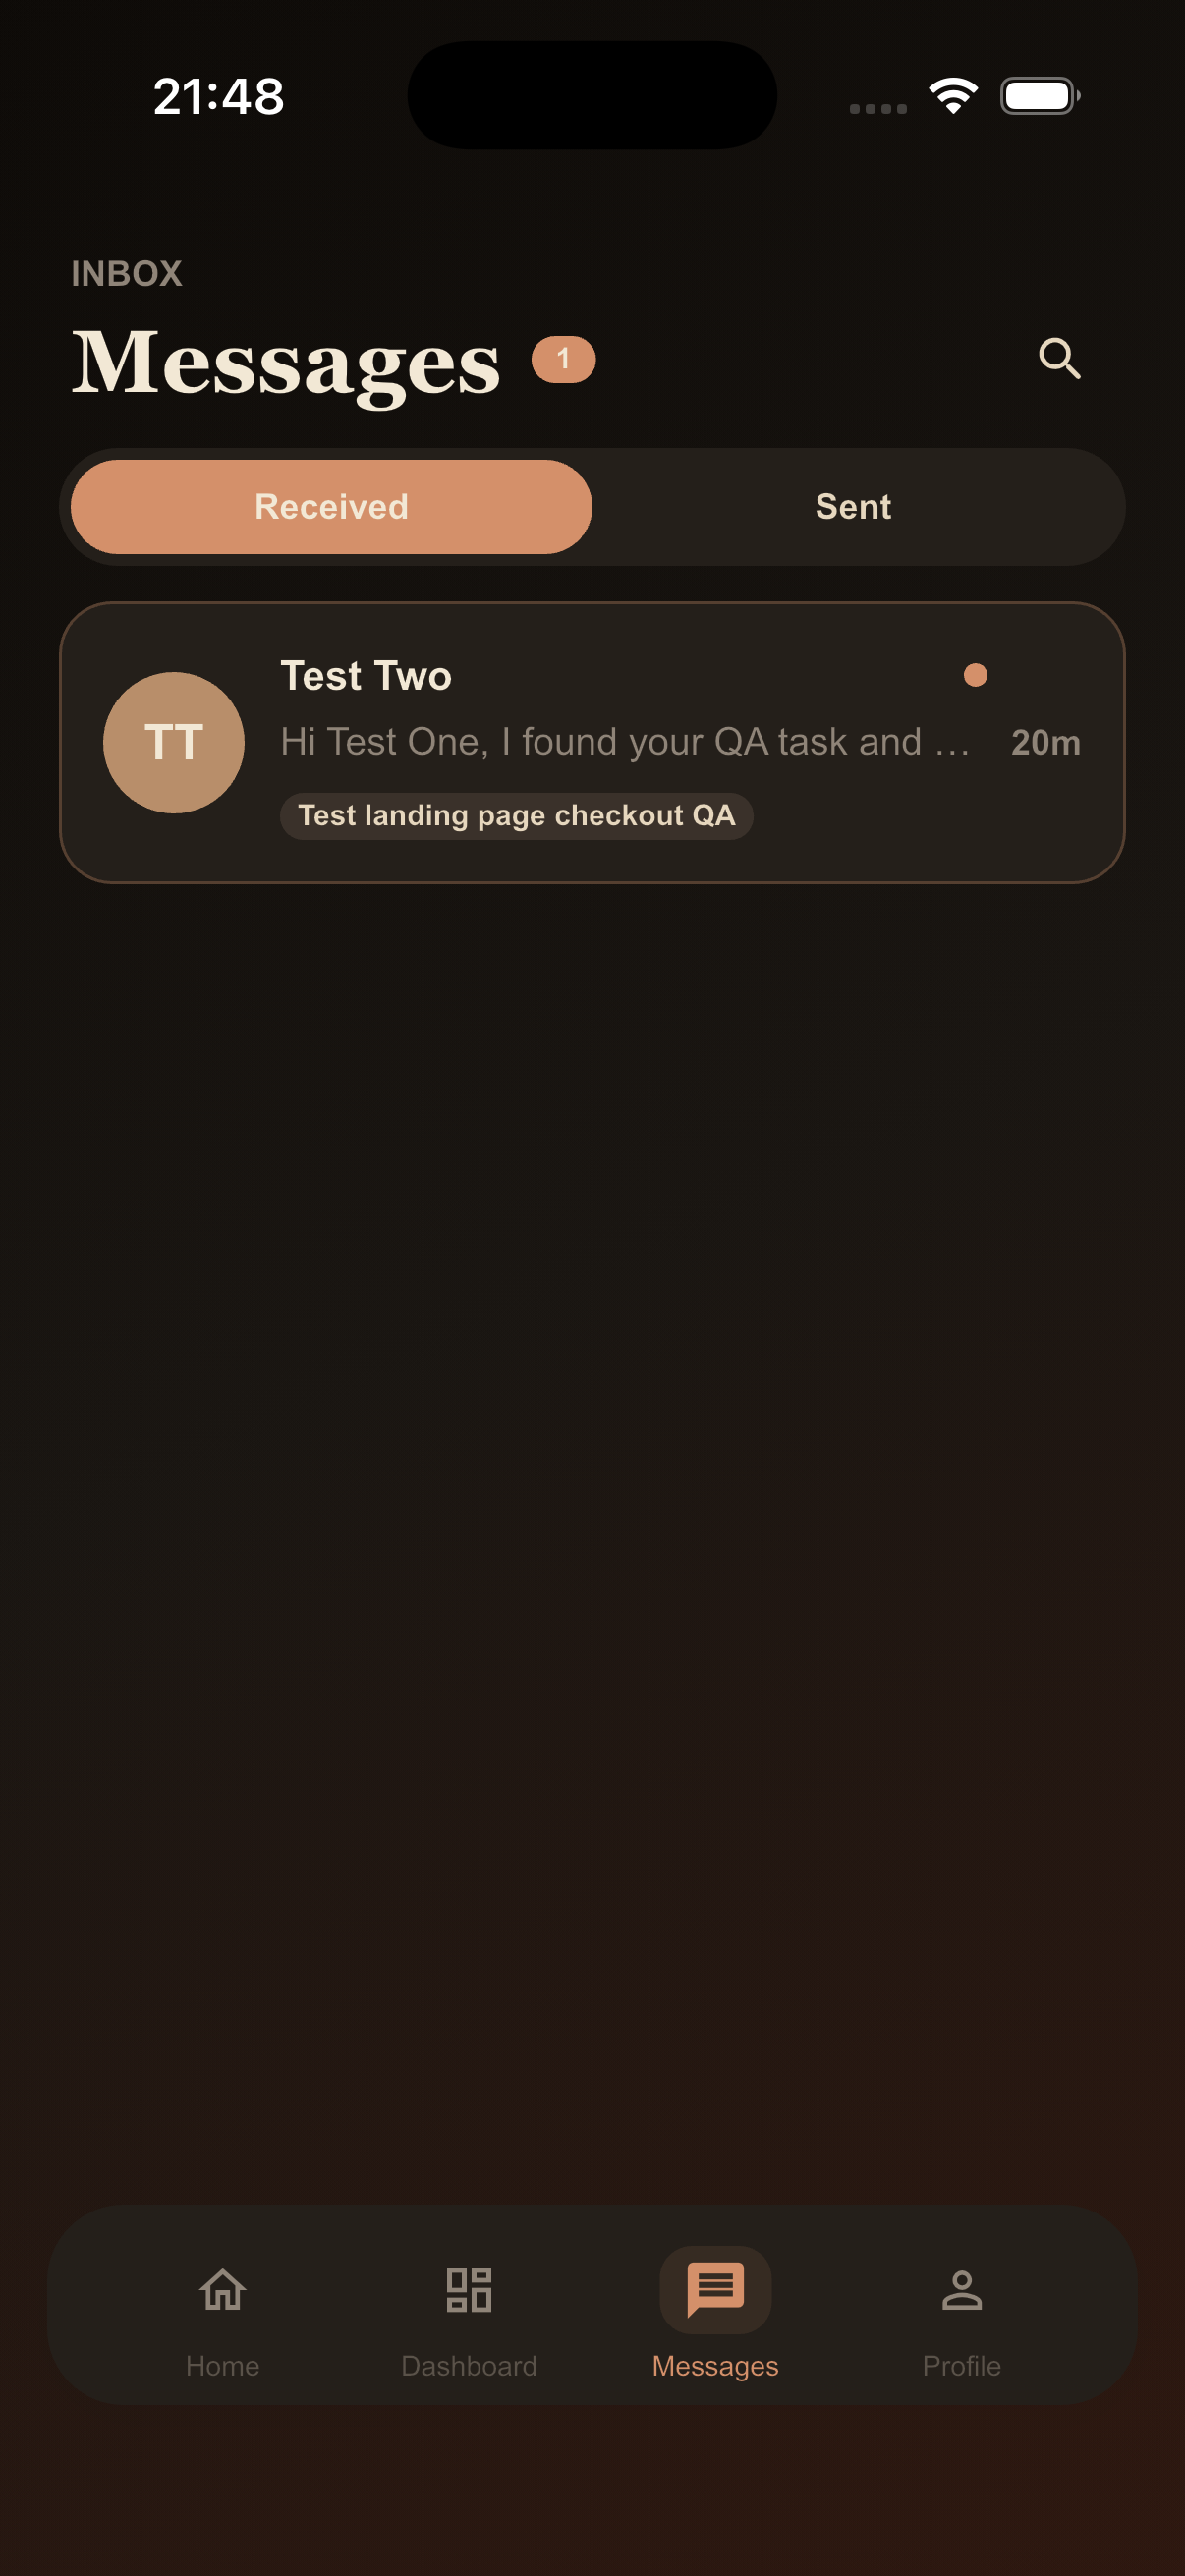 21:48
INBOX
Messages 1
Received Sent
Test Two
Hi Test One, I found your QA task and … 20m
Test landing page checkout QA
TT
Home Dashboard Messages Profile